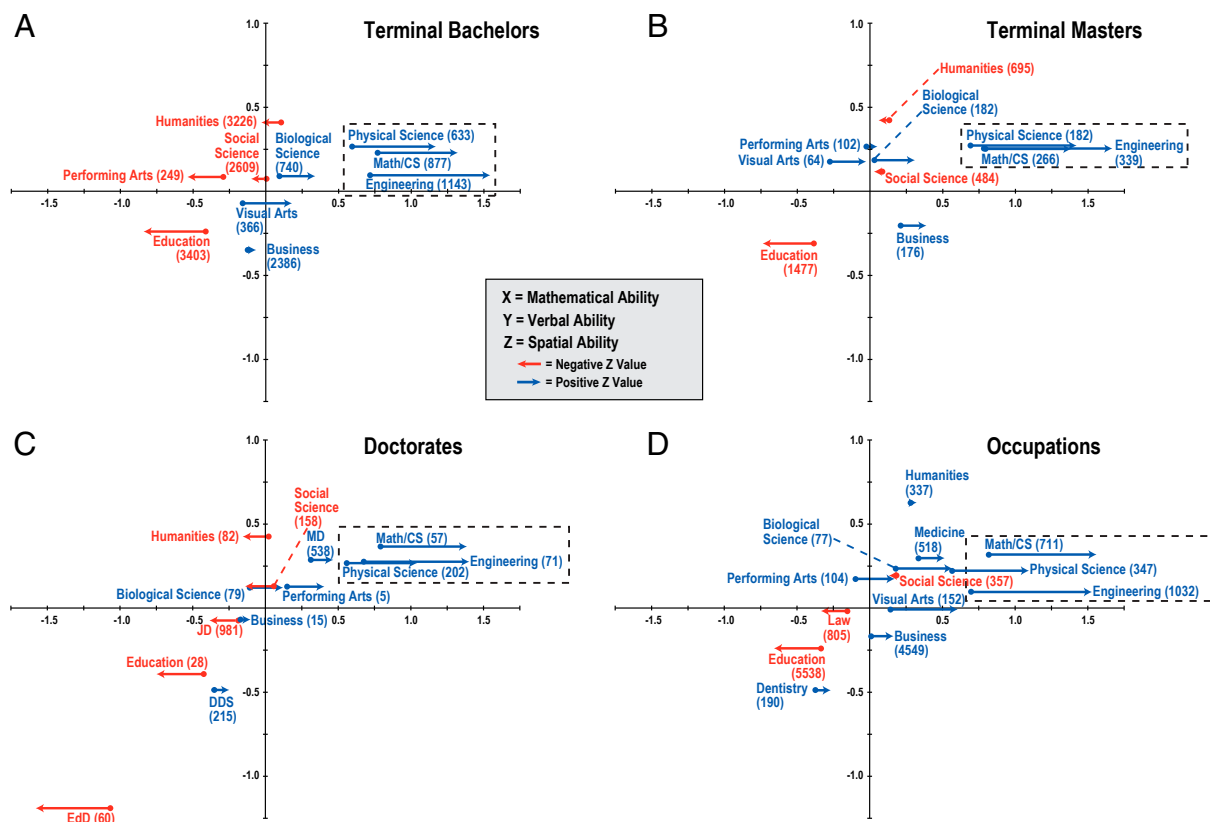 A
Terminal Bachelors
1.0
0.5
-0.5
-1.0
-1.5
-1.0
-0.5
0.5
1.0
1.5
Humanities (3226)
Social
Science
(2609)
Biological
Science
(740)
Physical Science (633)
Math/CS (877)
Engineering (1143)
Performing Arts (249)
Visual Arts
(366)
Education
(3403)
Business
(2386)
B
Terminal Masters
1.0
0.5
-0.5
-1.0
-1.5
-1.0
-0.5
0.5
1.0
1.5
Humanities (695)
Biological
Science
(182)
Performing Arts (102)
Visual Arts (64)
Physical Science (182)
Math/CS (266)
Engineering
(339)
Social Science (484)
Education
(1477)
Business
(176)
X = Mathematical Ability
Y = Verbal Ability
Z = Spatial Ability
= Negative Z Value
= Positive Z Value
C
Doctorates
1.0
0.5
-0.5
-1.0
-1.5
-1.0
-0.5
0.5
1.0
1.5
Social
Science
(158)
Humanities (82)
MD
(538)
Math/CS (57)
Engineering (71)
Physical Science (202)
Biological Science (79)
Performing Arts (5)
Business (15)
JD (981)
Education (28)
DDS
(215)
EdD (60)
D
Occupations
1.0
0.5
-0.5
-1.0
-1.5
-1.0
-0.5
0.5
1.0
1.5
Humanities
(337)
Biological
Science (77)
Medicine
(518)
Math/CS (711)
Physical Science (347)
Performing Arts (104)
Social Science (357)
Engineering (1032)
Visual Arts (152)
Law
(805)
Business
(4549)
Education
(5538)
Dentistry
(190)